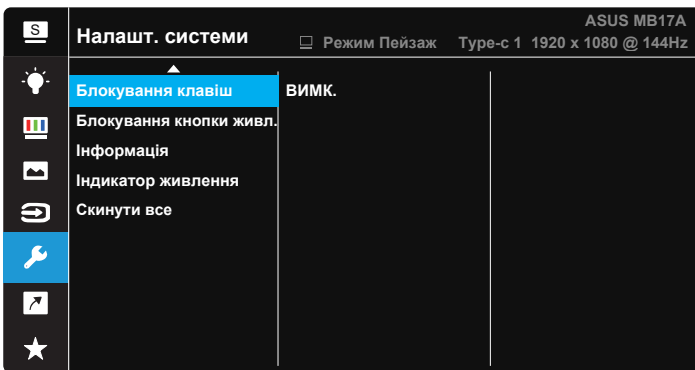 S
ASUS MB17A
Налашт. системи
Режим Пейзаж Type-c 1 1920 x 1080 @ 144Hz
Блокування клавіш ВИМК.
Блокування кнопки живл.
Інформація
Індикатор живлення
Скинути все